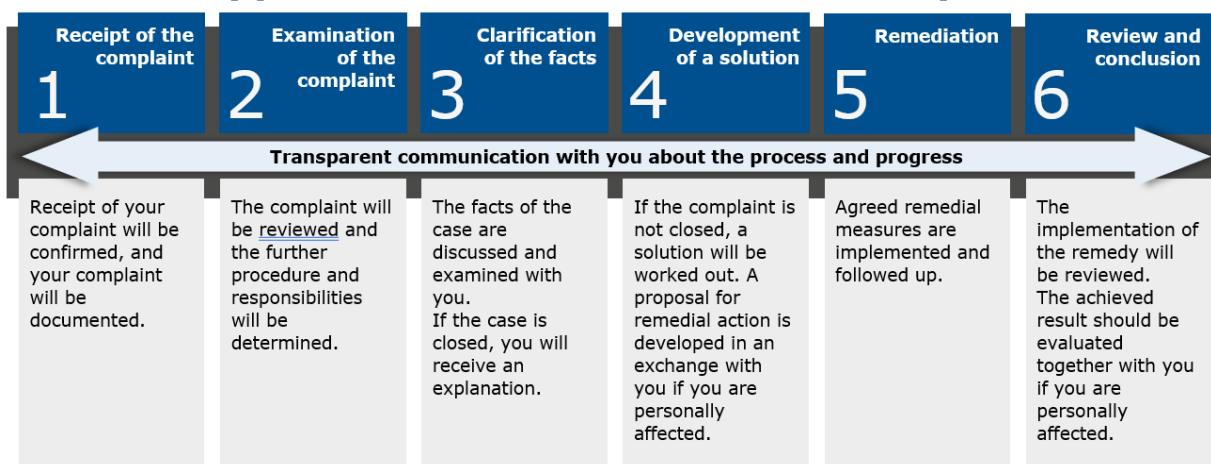 Receipt of the
complaint
1
Examination
of the
complaint
2
Clarification
of the facts
3
Development
of a solution
4
Remediation
5
Review and
conclusion
6
Transparent communication with you about the process and progress
Receipt of your
complaint will be
confirmed, and
your complaint
will be
documented.
The complaint will
be reviewed and
the further
procedure and
responsibilities
will be
determined.
The facts of the
case are
discussed and
examined with
you.
If the case is
closed, you will
receive an
explanation.
If the complaint is
not closed, a
solution will be
worked out. A
proposal for
remedial action is
developed in an
exchange with
you if you are
personally
affected.
Agreed remedial
measures are
implemented and
followed up.
The
implementation of
the remedy will
be reviewed.
The achieved
result should be
evaluated
together with you
if you are
personally
affected.